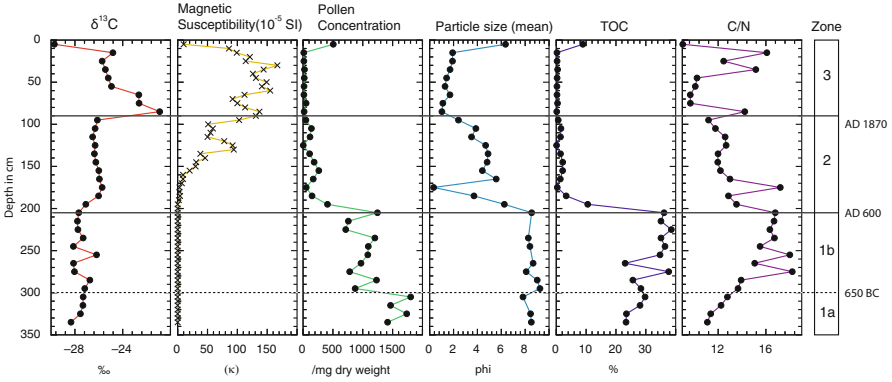 δ¹³C
Magnetic Susceptibility(10⁻⁵ SI)
Pollen Concentration
Particle size (mean)
TOC
C/N
Zone
0
50
100
150
200
250
300
350
Depth in cm
3
2
1b
1a
AD 1870
AD 600
650 BC
−28 −24
‰
0 50 100 150
(κ)
0 500 1000 1500
/mg dry weight
0 2 4 6 8
phi
0 10 20 30
%
12 16